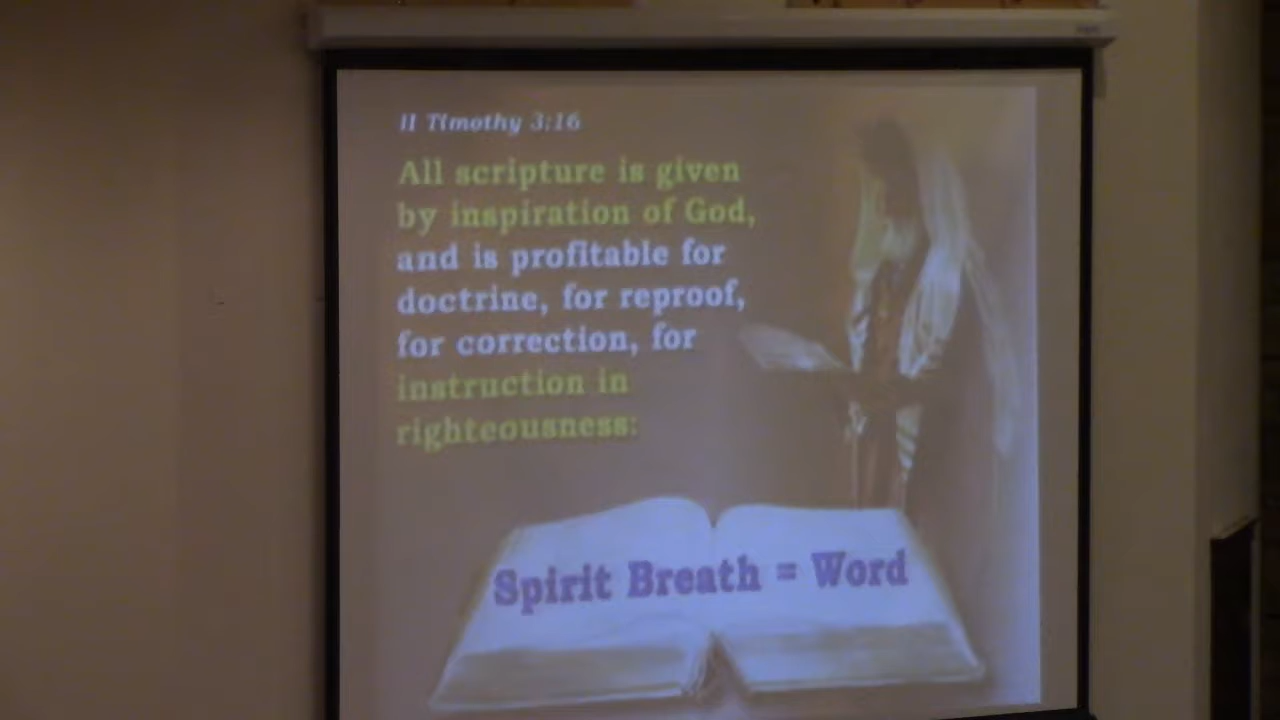 II Timothy 3:16
All scripture is given
by inspiration of God,
and is profitable for
doctrine, for reproof,
for correction, for
instruction in
righteousness:
Spirit Breath = Word